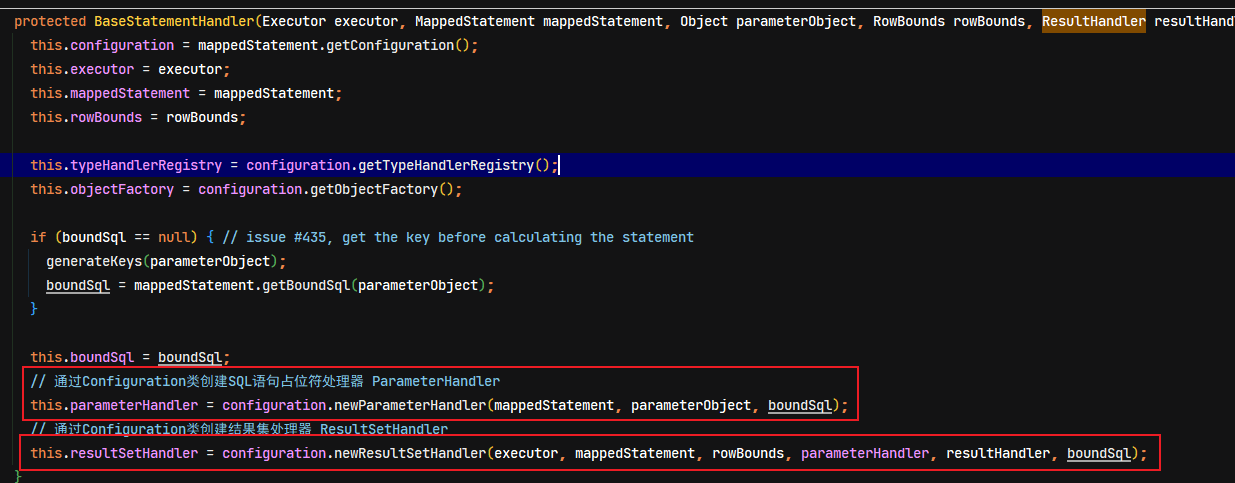 protected BaseStatementHandler(Executor executor, MappedStatement mappedStatement, Object parameterObject, RowBounds rowBounds, ResultHandler resultHandl
this.configuration = mappedStatement.getConfiguration();
this.executor = executor;
this.mappedStatement = mappedStatement;
this.rowBounds = rowBounds;
this.typeHandlerRegistry = configuration.getTypeHandlerRegistry();
this.objectFactory = configuration.getObjectFactory();
if (boundSql == null) { // issue #435, get the key before calculating the statement
generateKeys(parameterObject);
boundSql = mappedStatement.getBoundSql(parameterObject);
}
this.boundSql = boundSql;
// 通过Configuration类创建SQL语句占位符处理器 ParameterHandler
this.parameterHandler = configuration.newParameterHandler(mappedStatement, parameterObject, boundSql);
// 通过Configuration类创建结果集处理器 ResultSetHandler
this.resultSetHandler = configuration.newResultSetHandler(executor, mappedStatement, rowBounds, parameterHandler, resultHandler, boundSql);
}